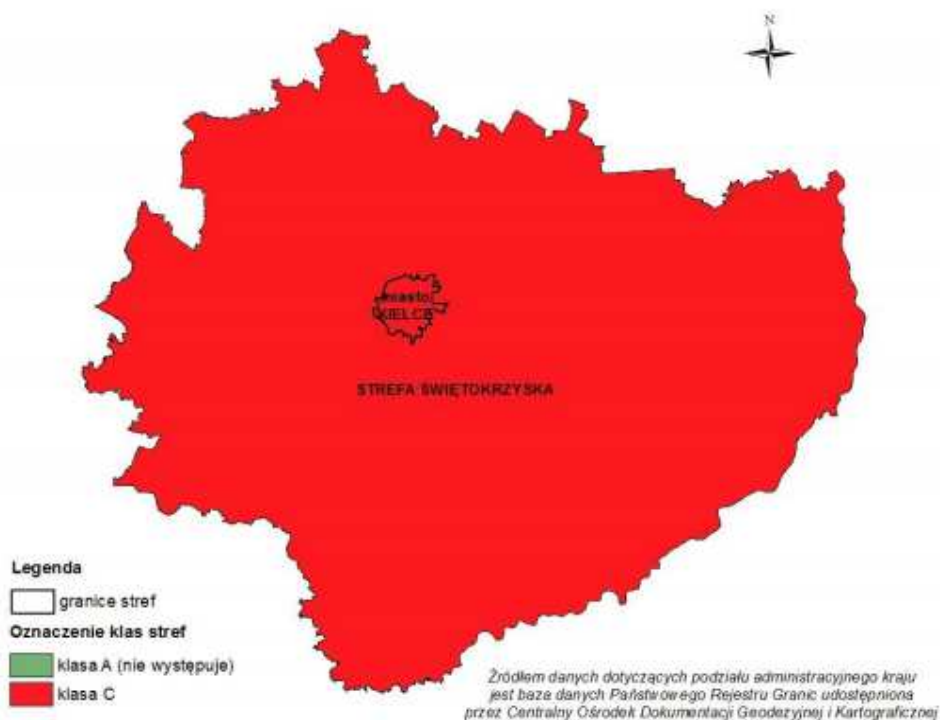 N
miasto
KIELCE
STREFA ŚWIĘTOKRZYSKA
Legenda
granice stref
Oznaczenie klas stref
klasa A (nie występuje)
klasa C
Źródłem danych dotyczących podziału administracyjnego kraju
jest baza danych Państwowego Rejestru Granic udostępniona
przez Centralny Ośrodek Dokumentacji Geodezyjnej i Kartograficznej